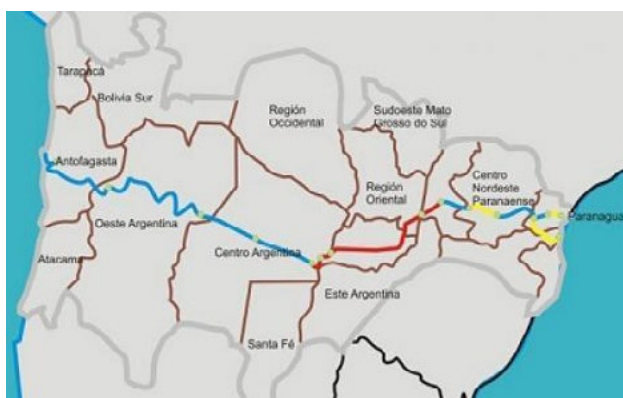 Tarapacá
Bolivia Sur
Región
Occidental
Sudoeste Mato
Grosso do Sul
Antofagasta
Región
Oriental
Centro
Nordeste
Paranaense
Paranagua
Oeste Argentina
Centro Argentina
Atacama
Este Argentina
Santa Fé